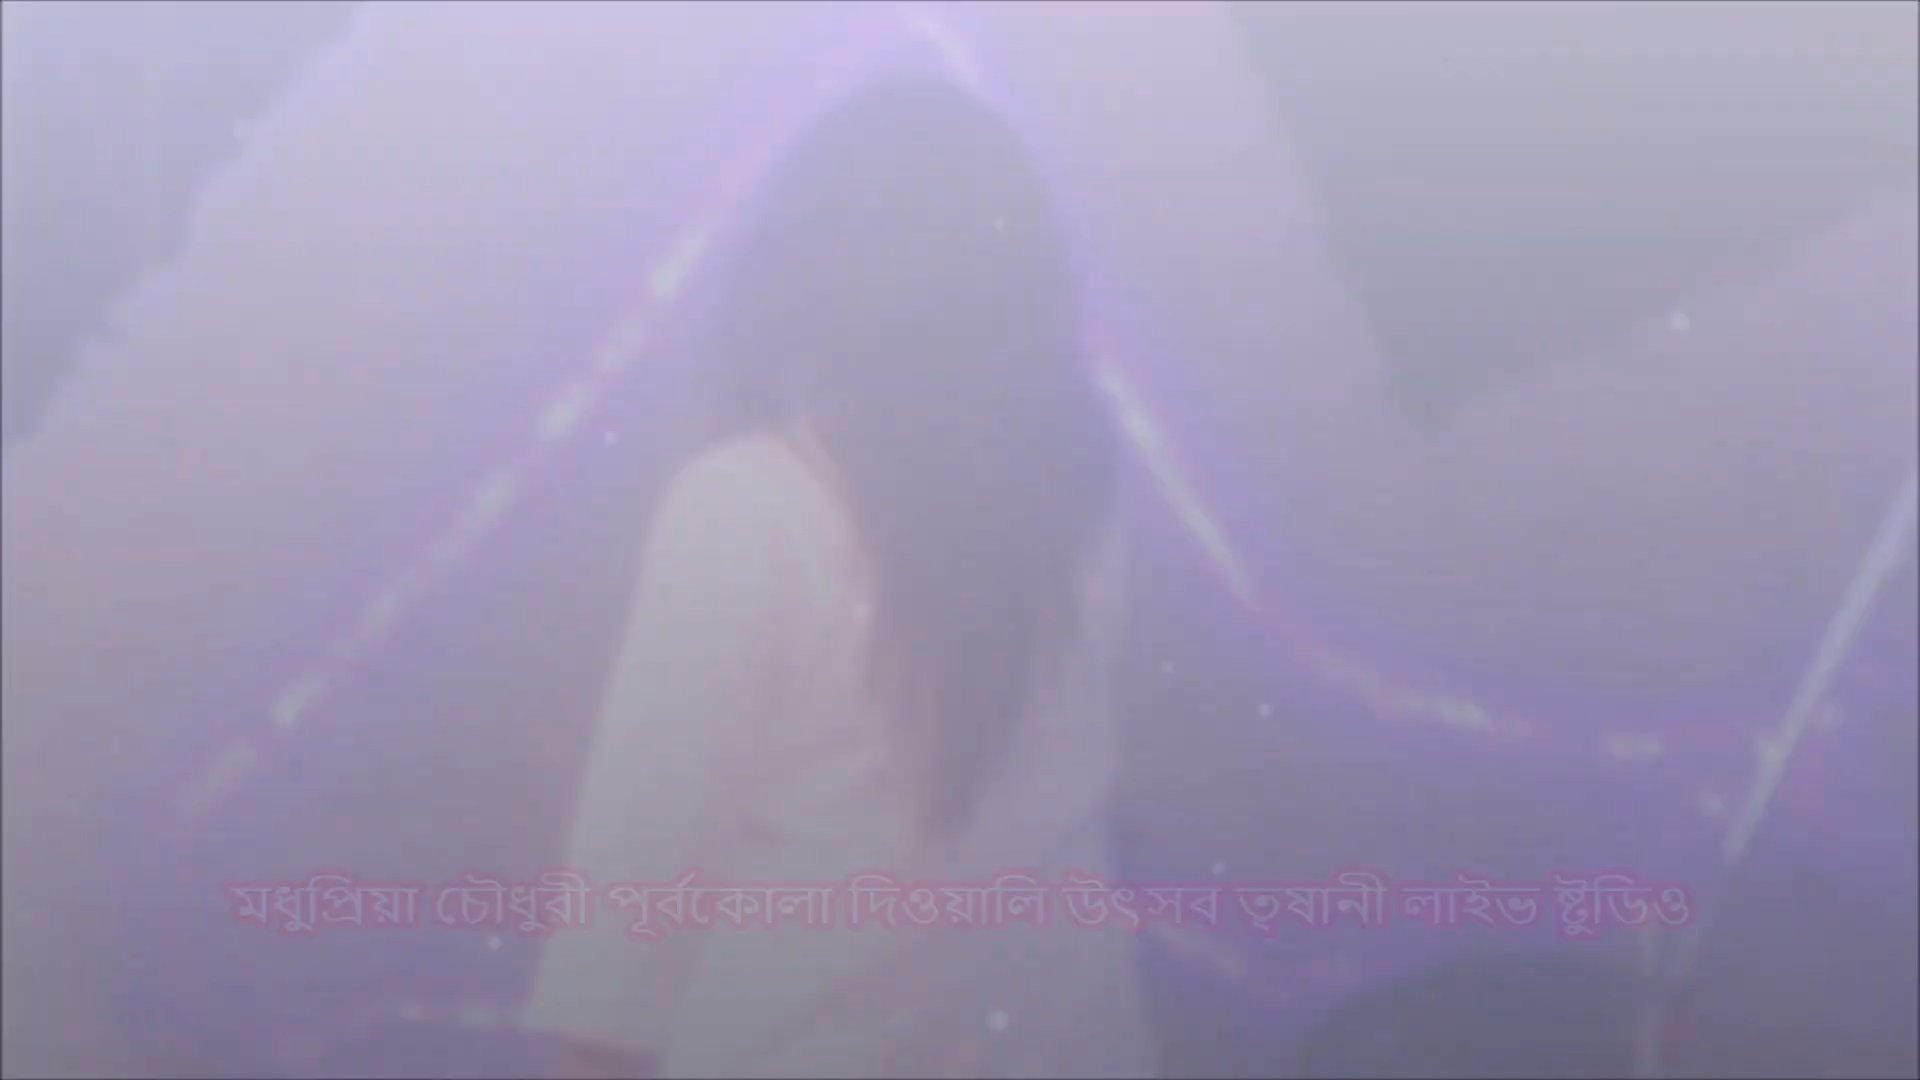 মধুপ্রিয়া চৌধুরী পূর্বকোলা দিওয়ালি উৎসব তৃষানী লাইভ ষ্টুডিও